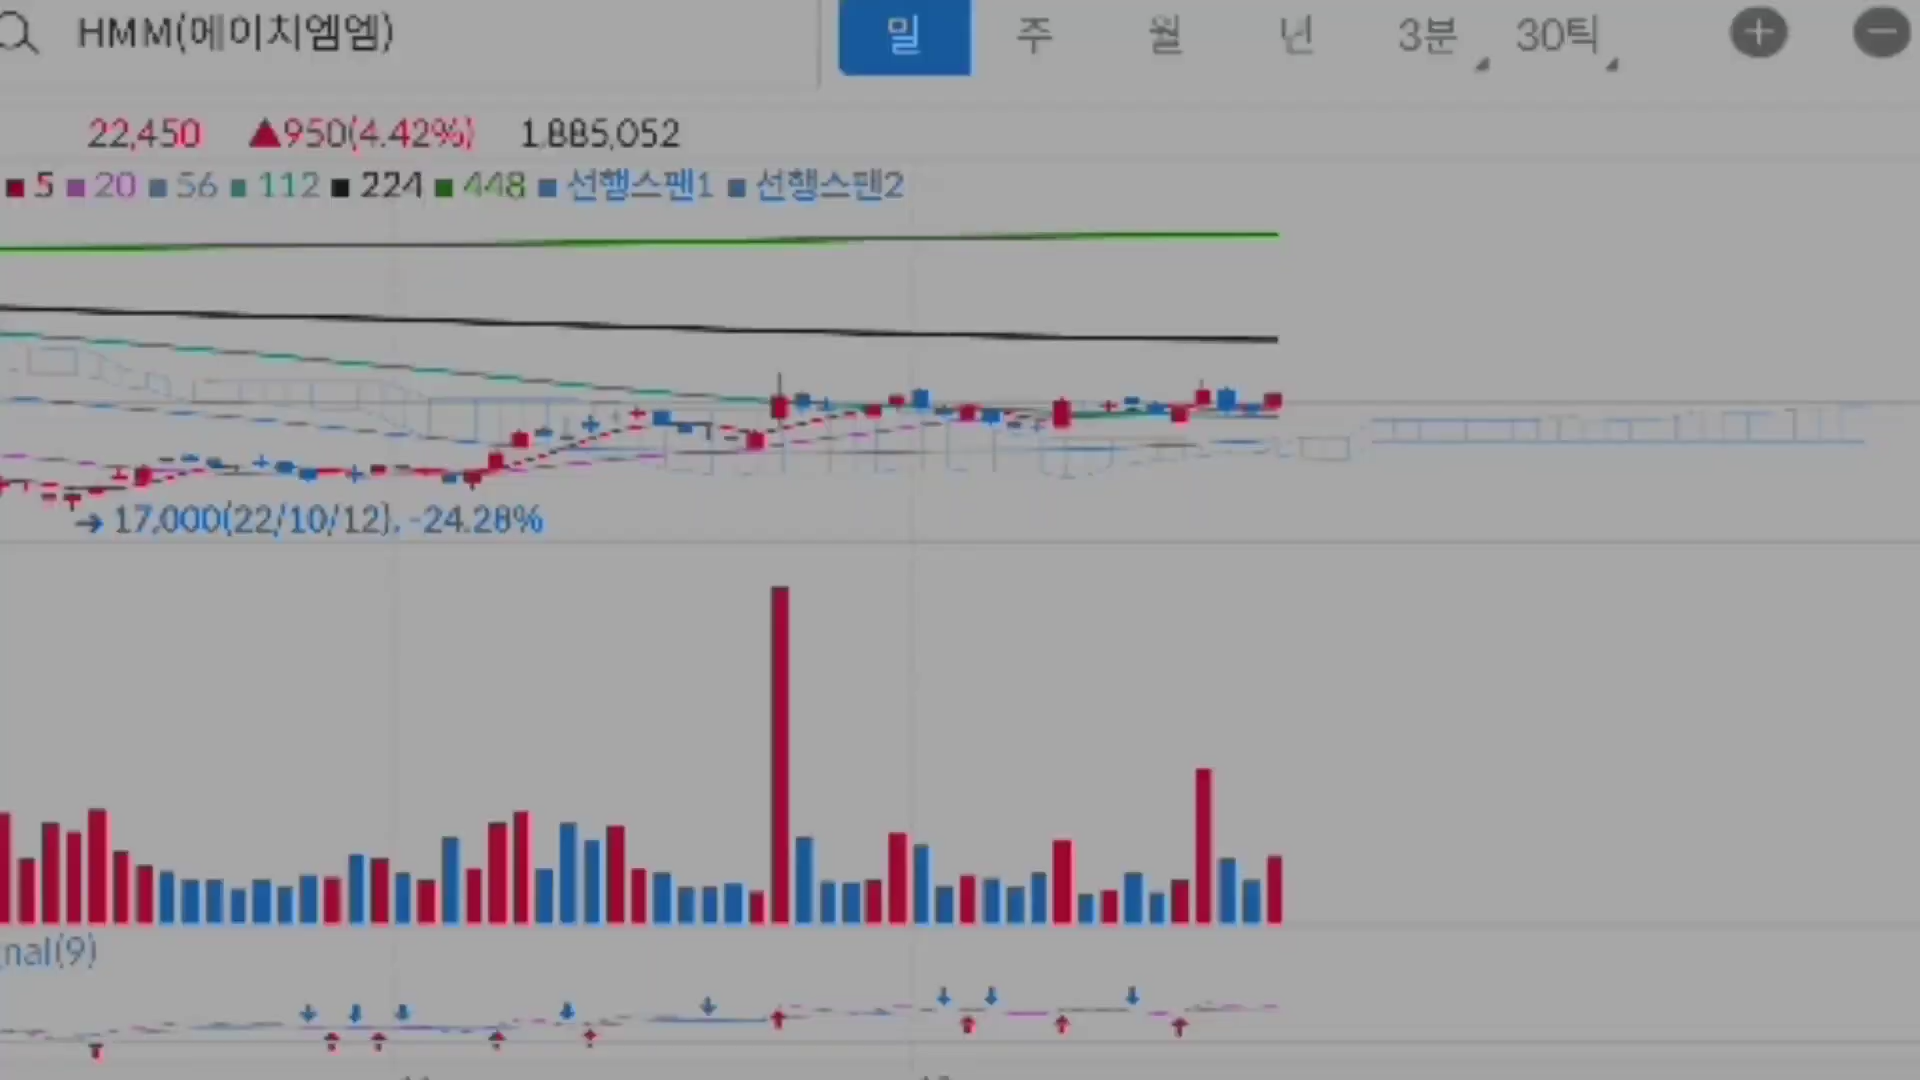 HMM(에이치엠엠) 일 주 월 년 3분 30틱
22,450 ▲950(4.42%) 1,885,052
5 20 56 112 224 448 선행스팬1 선행스팬2
→ 17,000(22/10/12), -24.28%
nal(9)